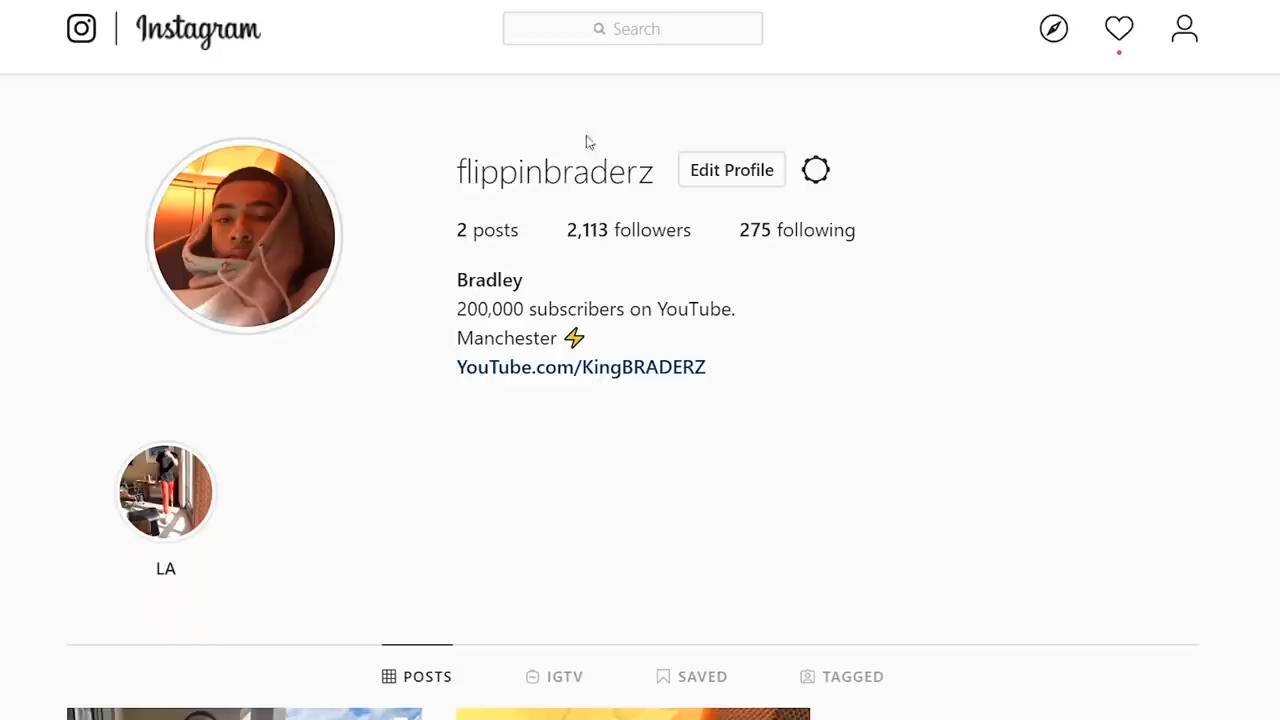 Instagram
Search
flippinbraderz
Edit Profile
2 posts
2,113 followers
275 following
Bradley
200,000 subscribers on YouTube.
Manchester ⚡
YouTube.com/KingBRADERZ
LA
POSTS
IGTV
SAVED
TAGGED